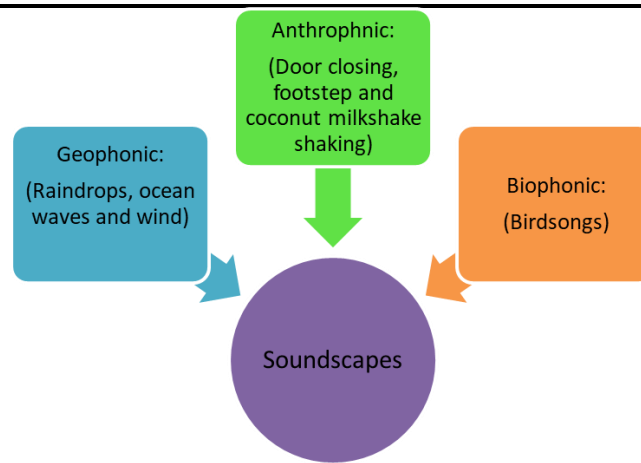 Anthrophnic:
(Door closing,
footstep and
coconut milkshake
shaking)
Geophonic:
(Raindrops, ocean
waves and wind)
Biophonic:
(Birdsongs)
Soundscapes